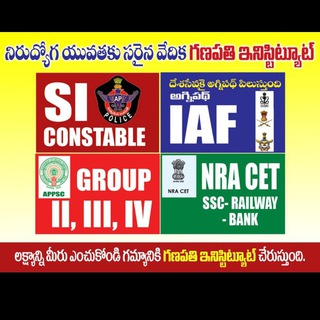 నిరుద్యోగ యువతకు సరైన వేదిక గణపతి ఇనిస్టిట్యూట్
SI
AP
POLICE
CONSTABLE
దేశసేవకై అగ్నిపథ్ పిలుస్తుంది
అగ్నిపథ్
IAF
APPSC
GROUP
II, III, IV
NRA CET
NRA CET
SSC- RAILWAY
- BANK
లక్ష్యాన్ని మీరు ఎంచుకోండి గమ్యానికి గణపతి ఇనిస్టిట్యూట్ చేరుస్తుంది.